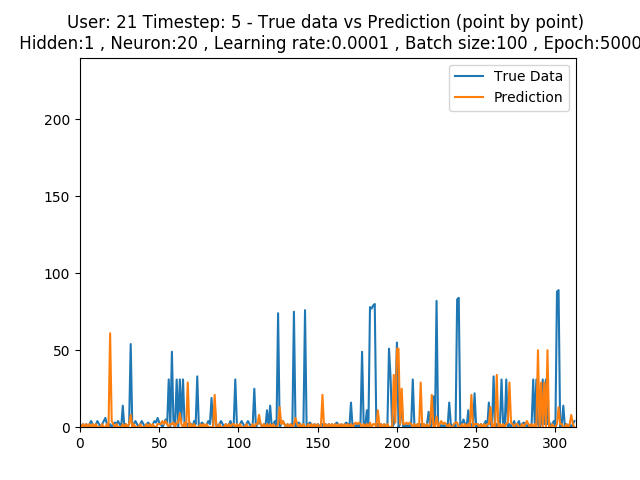 User: 21 Timestep: 5 - True data vs Prediction (point by point)
Hidden:1 , Neuron:20 , Learning rate:0.0001 , Batch size:100 , Epoch:5000
True Data
Prediction
200
150
100
50
0
0 50 100 150 200 250 300